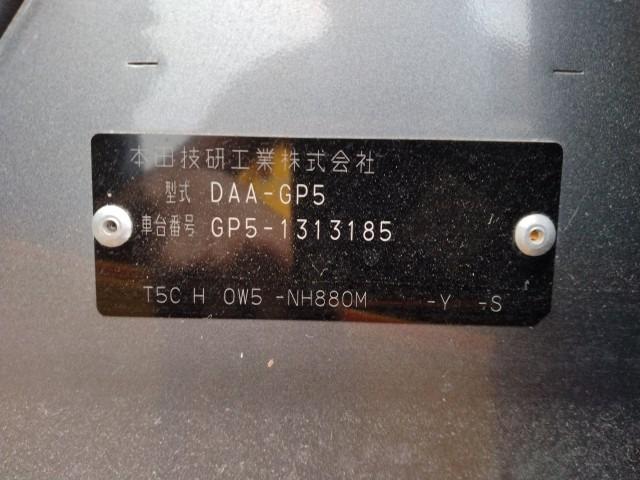 本田技研工業株式会社
型式 DAA-GP5
車台番号 GP5-1313185
T5C H 0W5 -NH880M -Y -S